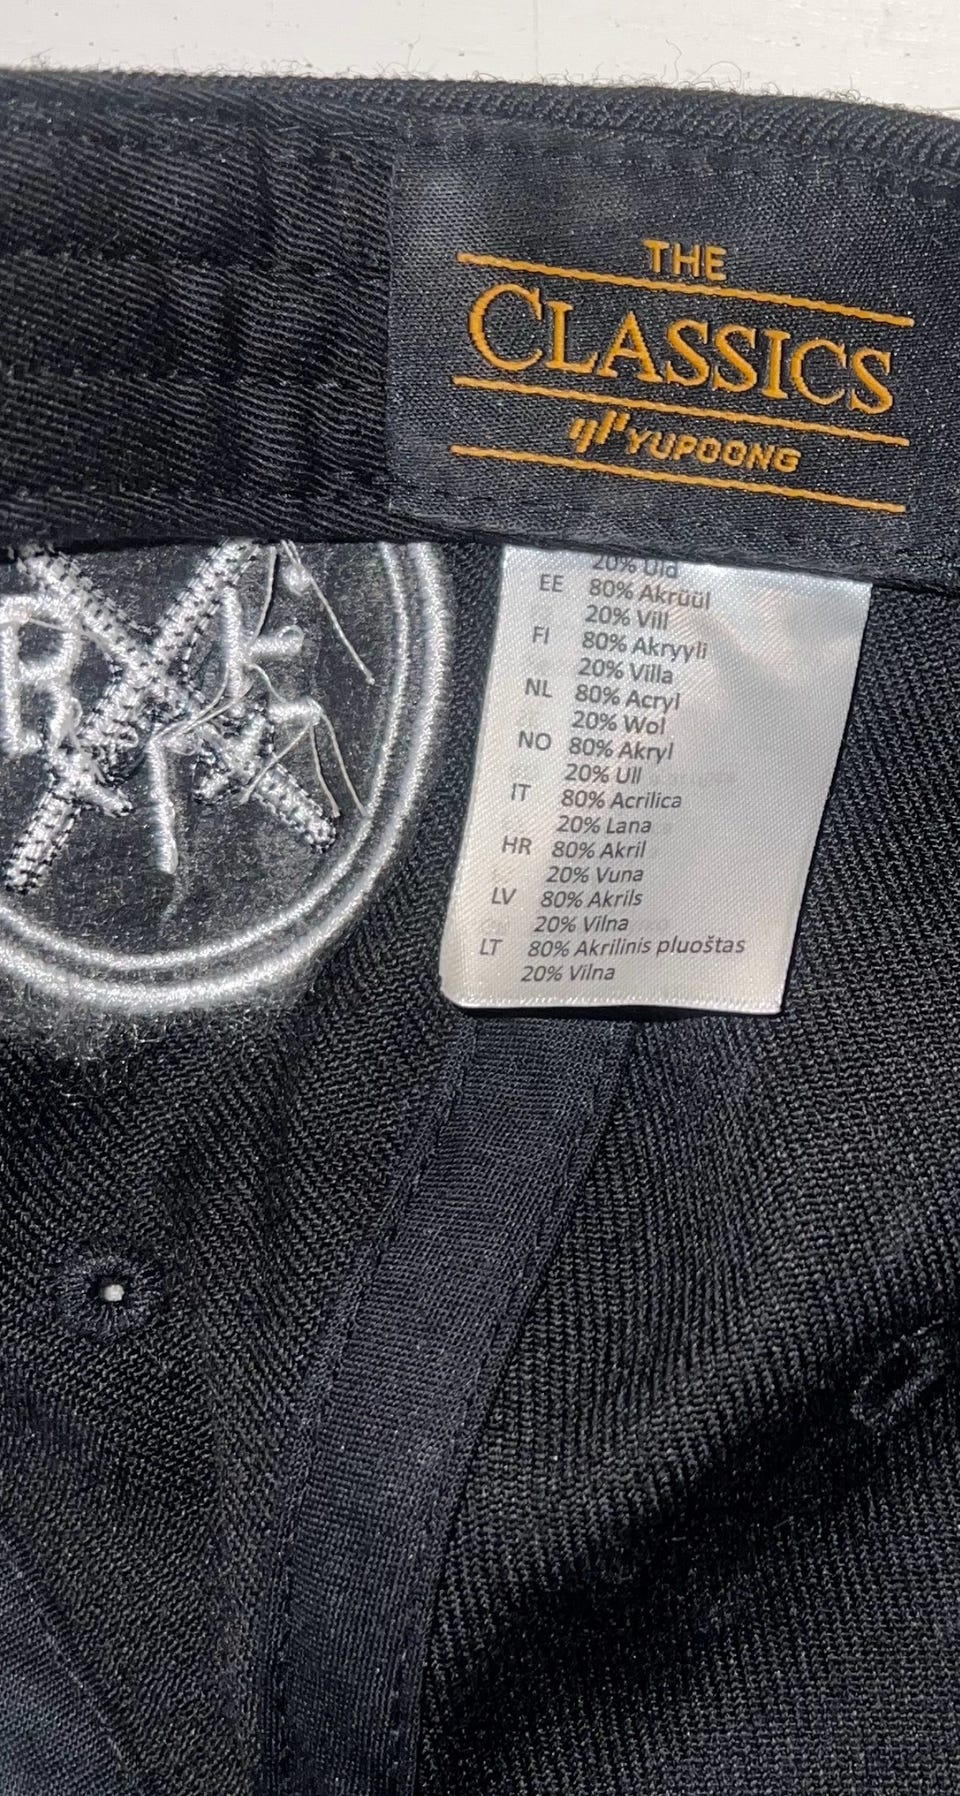 THE
CLASSICS
YUPOONG
20% Uld
EE 80% Akrüül
20% Vill
FI 80% Akryyli
20% Villa
NL 80% Acryl
20% Wol
NO 80% Akryl
20% Ull
IT 80% Acrilica
20% Lana
HR 80% Akril
20% Vuna
LV 80% Akrils
20% Vilna
LT 80% Akrilinis pluoštas
20% Vilna